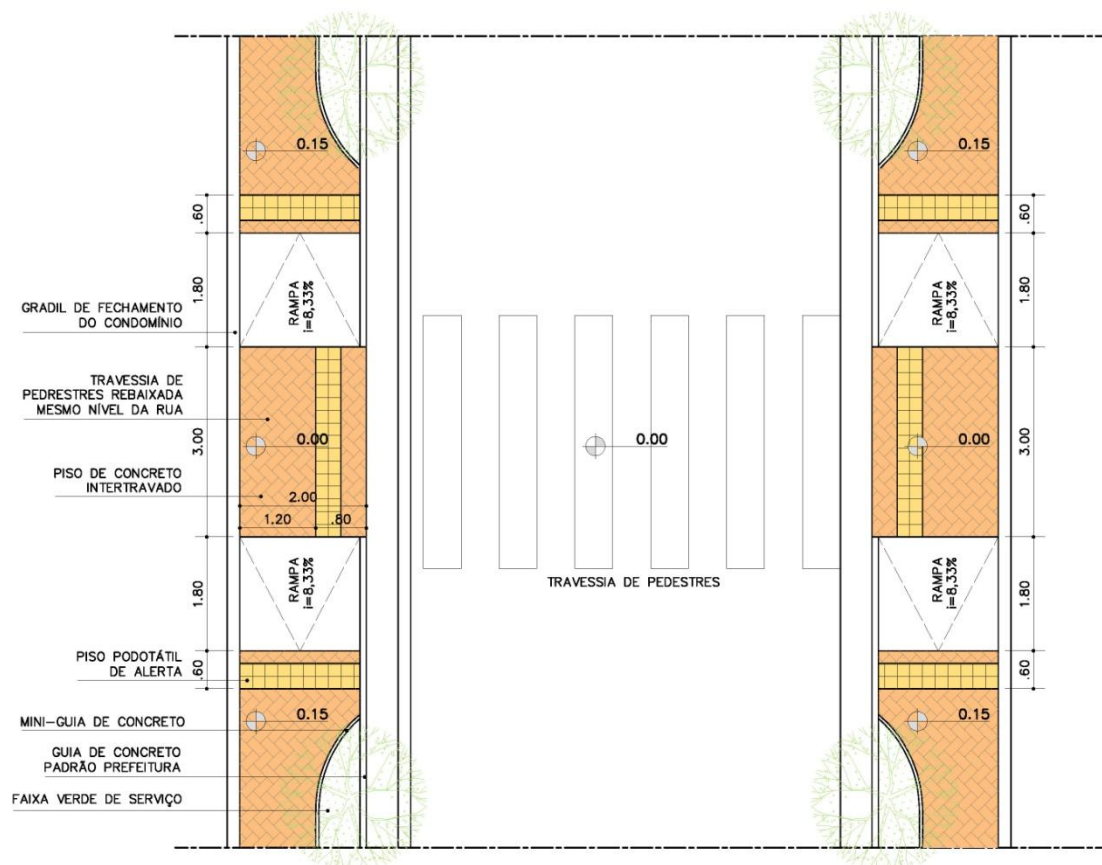 0.15
0.15
.60
.60
1.80
RAMPA
i=8,33%
RAMPA
i=8,33%
1.80
GRADIL DE FECHAMENTO
DO CONDOMÍNIO
TRAVESSIA DE
PEDRESTRES REBAIXADA
MESMO NÍVEL DA RUA
3.00
0.00
0.00
0.00
3.00
PISO DE CONCRETO
INTERTRAVADO
2.00
1.20
.80
1.80
RAMPA
i=8,33%
TRAVESSIA DE PEDESTRES
RAMPA
i=8,33%
1.80
PISO PODOTÁTIL
DE ALERTA
.60
.60
0.15
0.15
MINI-GUIA DE CONCRETO
GUIA DE CONCRETO
PADRÃO PREFEITURA
FAIXA VERDE DE SERVIÇO